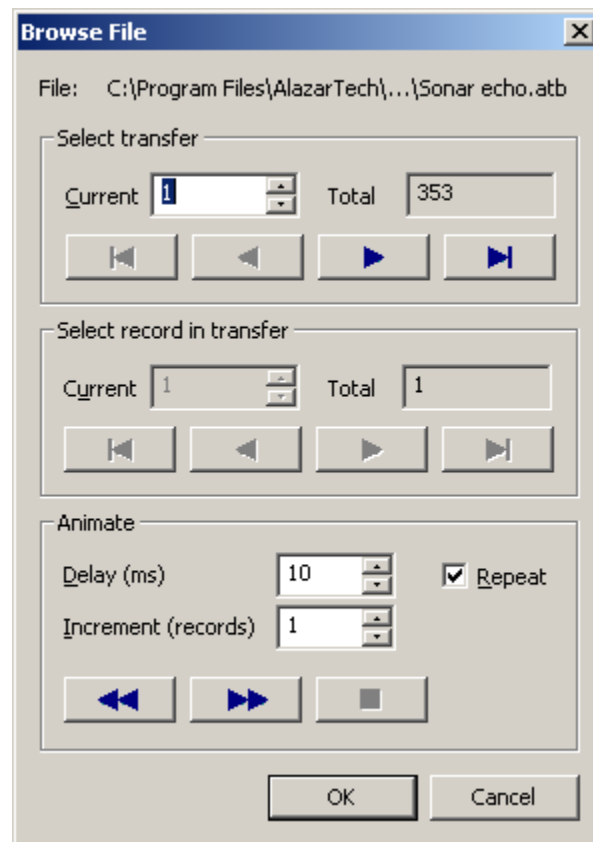 Browse File
File: C:\Program Files\AlazarTech\...\Sonar echo.atb
Select transfer
Current 1 Total 353
Select record in transfer
Current 1 Total 1
Animate
Delay (ms) 10 Repeat
Increment (records) 1
OK Cancel